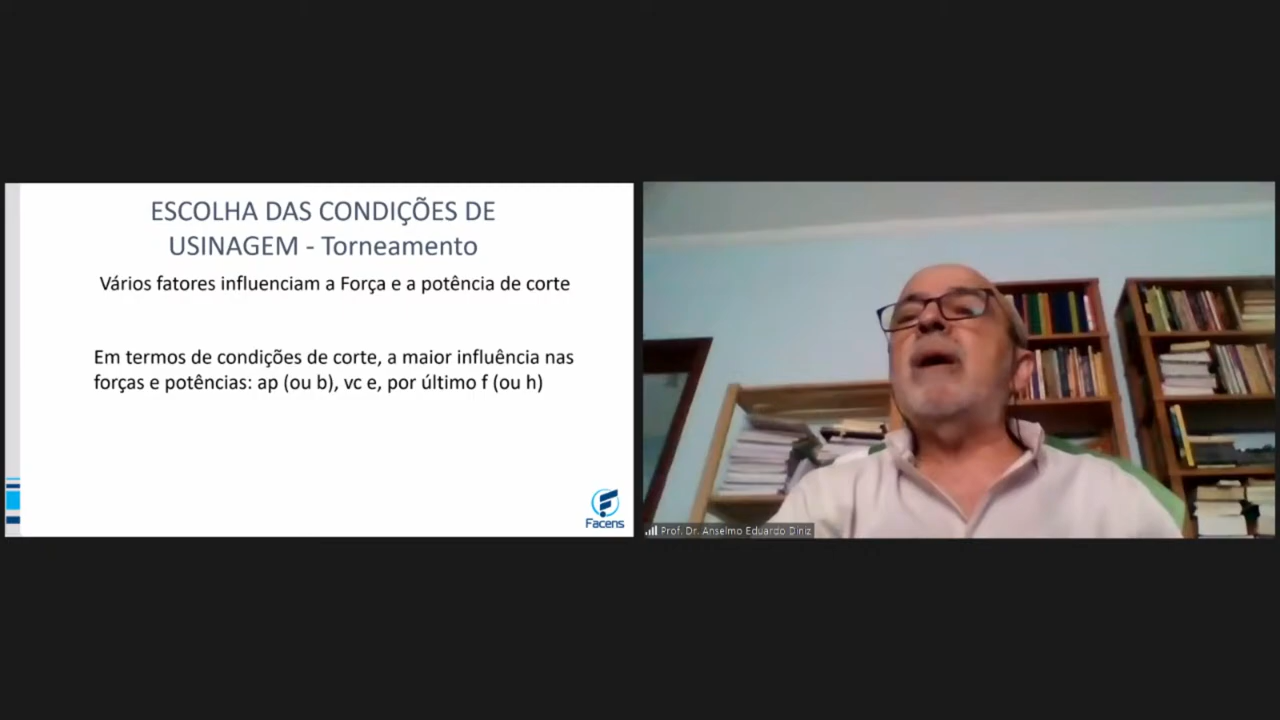 ESCOLHA DAS CONDIÇÕES DE
USINAGEM - Torneamento
Vários fatores influenciam a Força e a potência de corte
Em termos de condições de corte, a maior influência nas
forças e potências: ap (ou b), vc e, por último f (ou h)
Facens
Prof. Dr. Anselmo Eduardo Diniz